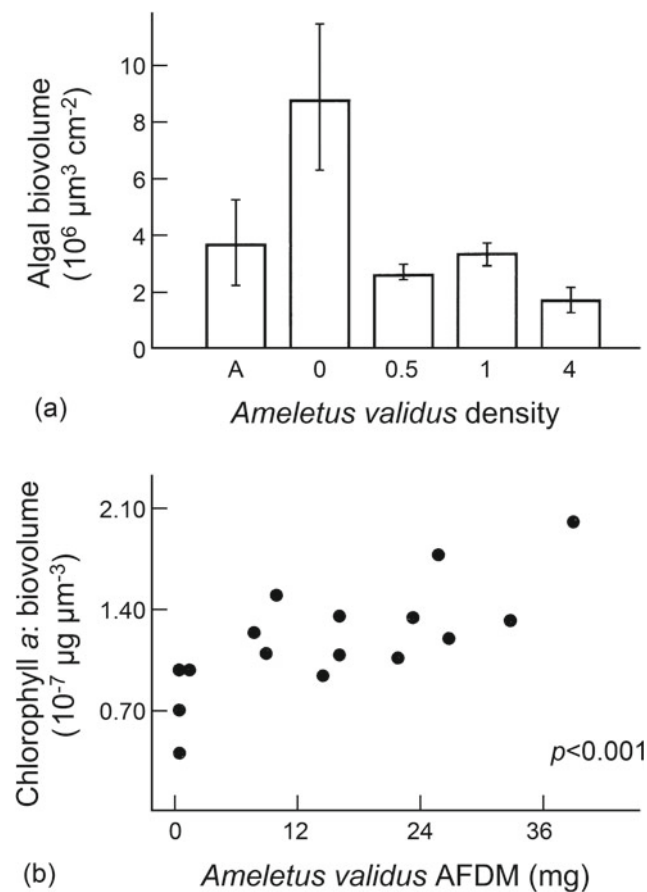 Algal biovolume
(10⁶ µm³ cm⁻²)
10
8
6
4
2
0
A 0 0.5 1 4
(a) Ameletus validus density
Chlorophyll a: biovolume
(10⁻⁷ µg µm⁻³)
2.10
1.40
0.70
p<0.001
0 12 24 36
(b) Ameletus validus AFDM (mg)